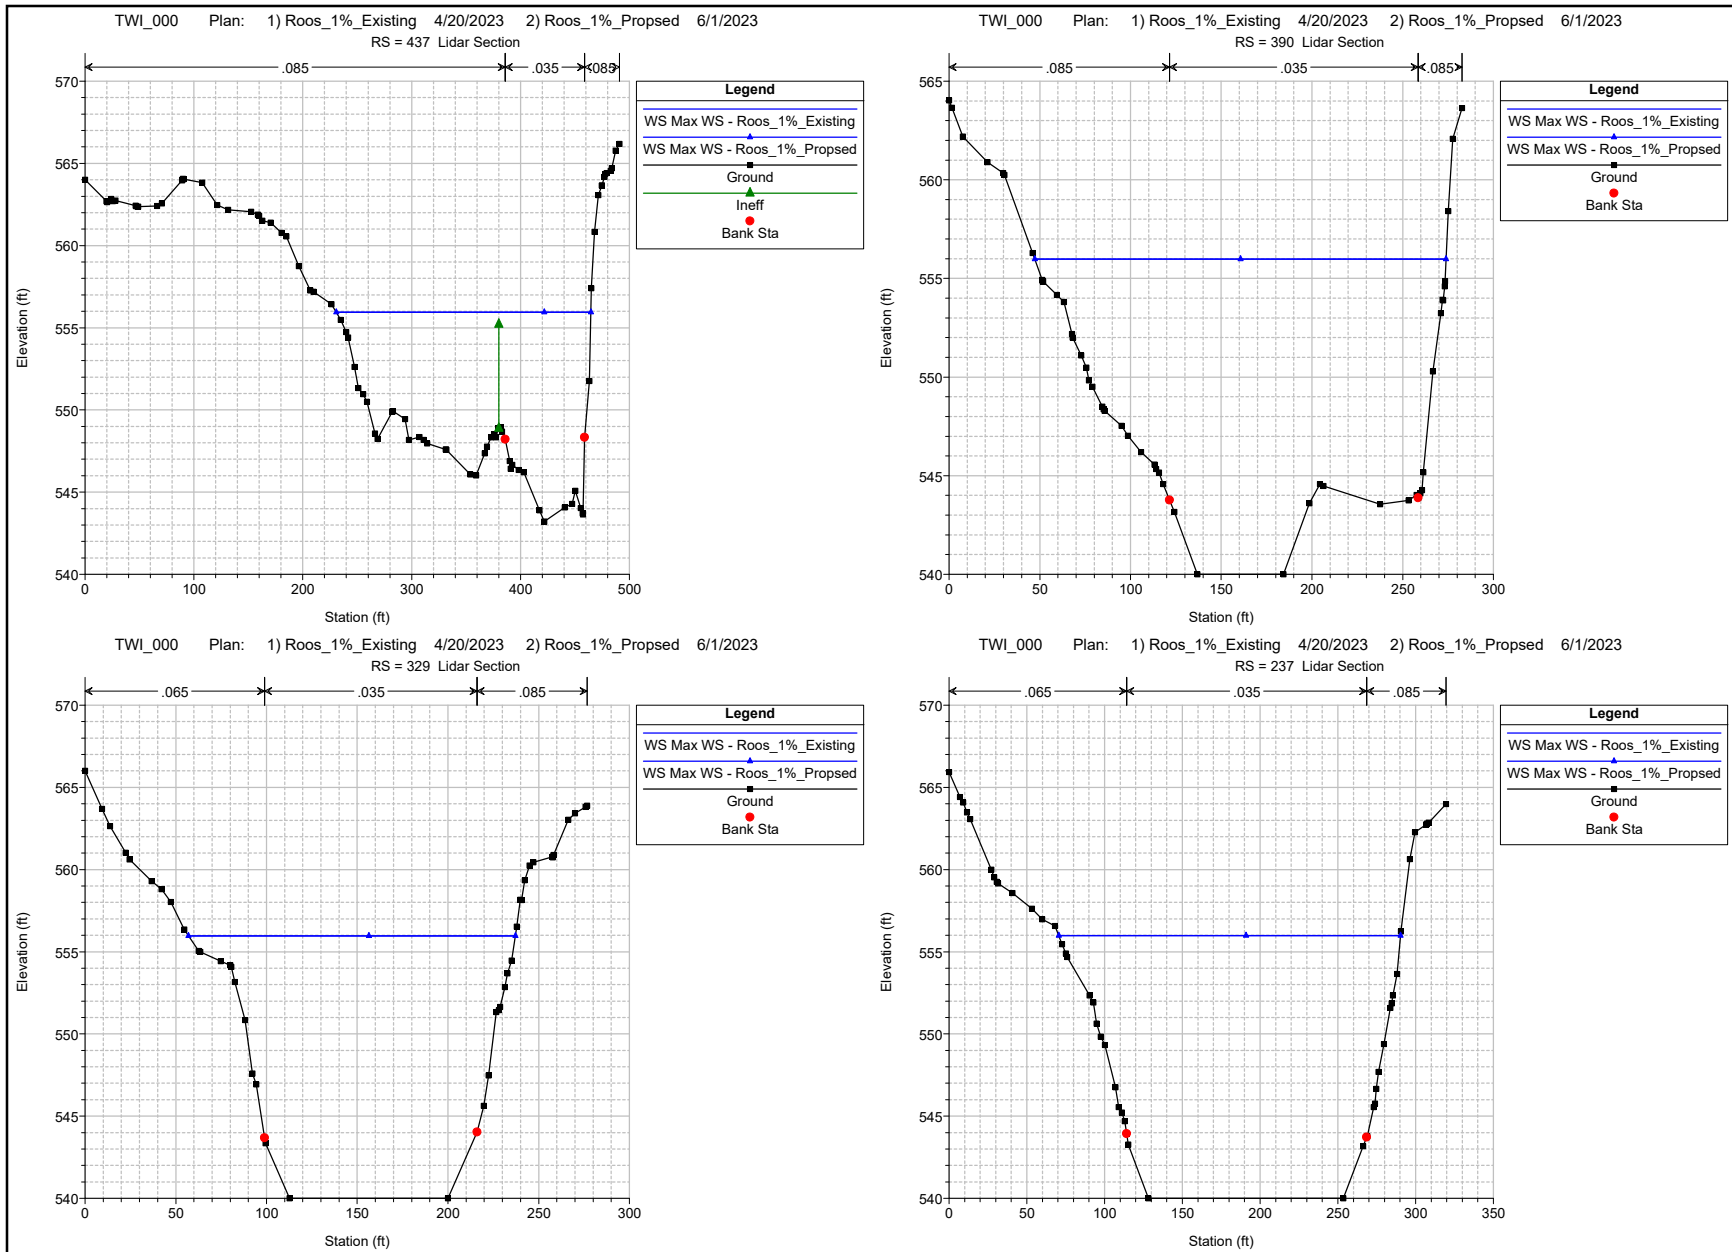 TWI_000 Plan: 1) Roos_1%_Existing 4/20/2023 2) Roos_1%_Propsed 6/1/2023
RS = 437 Lidar Section
.085 .035 .085
570
565
560
555
550
545
540
0 100 200 300 400 500
Station (ft)
Elevation (ft)
Legend
WS Max WS - Roos_1%_Existing
WS Max WS - Roos_1%_Propsed
Ground
Ineff
Bank Sta
TWI_000 Plan: 1) Roos_1%_Existing 4/20/2023 2) Roos_1%_Propsed 6/1/2023
RS = 390 Lidar Section
.085 .035 .085
565
560
555
550
545
540
0 50 100 150 200 250 300
Station (ft)
Elevation (ft)
Legend
WS Max WS - Roos_1%_Existing
WS Max WS - Roos_1%_Propsed
Ground
Bank Sta
TWI_000 Plan: 1) Roos_1%_Existing 4/20/2023 2) Roos_1%_Propsed 6/1/2023
RS = 329 Lidar Section
.065 .035 .085
570
565
560
555
550
545
540
0 50 100 150 200 250 300
Station (ft)
Elevation (ft)
Legend
WS Max WS - Roos_1%_Existing
WS Max WS - Roos_1%_Propsed
Ground
Bank Sta
TWI_000 Plan: 1) Roos_1%_Existing 4/20/2023 2) Roos_1%_Propsed 6/1/2023
RS = 237 Lidar Section
.065 .035 .085
570
565
560
555
550
545
540
0 50 100 150 200 250 300 350
Station (ft)
Elevation (ft)
Legend
WS Max WS - Roos_1%_Existing
WS Max WS - Roos_1%_Propsed
Ground
Bank Sta